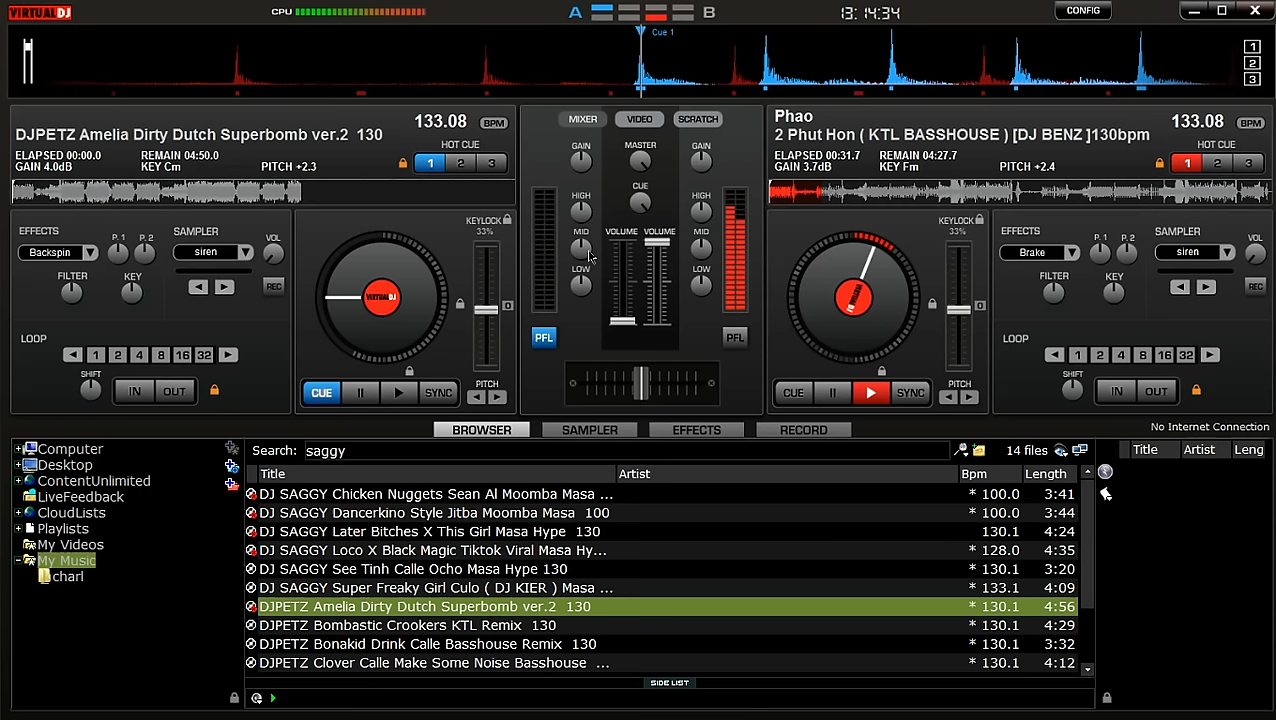 VIRTUAL DJ
CPU
A B
13:14:34
CONFIG
Cue 1
1
2
3
DJPETZ Amelia Dirty Dutch Superbomb ver.2 130
133.08 BPM
ELAPSED 00:00.0 REMAIN 04:50.0
GAIN 4.0dB KEY Cm PITCH +2.3
HOT CUE
1 2 3
MIXER VIDEO SCRATCH
GAIN MASTER GAIN
HIGH CUE HIGH
MID VOLUME VOLUME MID
LOW LOW
PFL PFL
Phao
2 Phut Hon ( KTL BASSHOUSE ) [DJ BENZ ]130bpm
133.08 BPM
ELAPSED 00:31.7 REMAIN 04:27.7
GAIN 3.7dB KEY Fm PITCH +2.4
HOT CUE
1 2 3
EFFECTS P. 1 P. 2 SAMPLER VOL
Backspin siren
FILTER KEY REC
LOOP
1 2 4 8 16 32
SHIFT IN OUT
KEYLOCK
33%
0
VIRTUAL DJ
CUE SYNC PITCH
KEYLOCK
33%
0
CUE SYNC PITCH
EFFECTS P. 1 P. 2 SAMPLER VOL
Brake siren
FILTER KEY REC
LOOP
1 2 4 8 16 32
SHIFT IN OUT
BROWSER SAMPLER EFFECTS RECORD
No Internet Connection
Computer
Desktop
ContentUnlimited
LiveFeedback
CloudLists
Playlists
My Videos
My Music
charl
Search: saggy 14 files
Title Artist Bpm Length
DJ SAGGY Chicken Nuggets Sean Al Moomba Masa ... * 100.0 3:41
DJ SAGGY Dancerkino Style Jitba Moomba Masa 100 * 100.0 3:44
DJ SAGGY Later Bitches X This Girl Masa Hype 130 130.1 4:24
DJ SAGGY Loco X Black Magic Tiktok Viral Masa Hy... * 128.0 4:35
DJ SAGGY See Tinh Calle Ocho Masa Hype 130 * 130.1 3:20
DJ SAGGY Super Freaky Girl Culo ( DJ KIER ) Masa ... * 133.1 4:09
DJPETZ Amelia Dirty Dutch Superbomb ver.2 130 * 130.1 4:56
DJPETZ Bombastic Crookers KTL Remix 130 * 130.1 4:29
DJPETZ Bonakid Drink Calle Basshouse Remix 130 * 130.1 3:32
DJPETZ Clover Calle Make Some Noise Basshouse ... * 130.1 4:12
SIDE LIST
Title Artist Leng